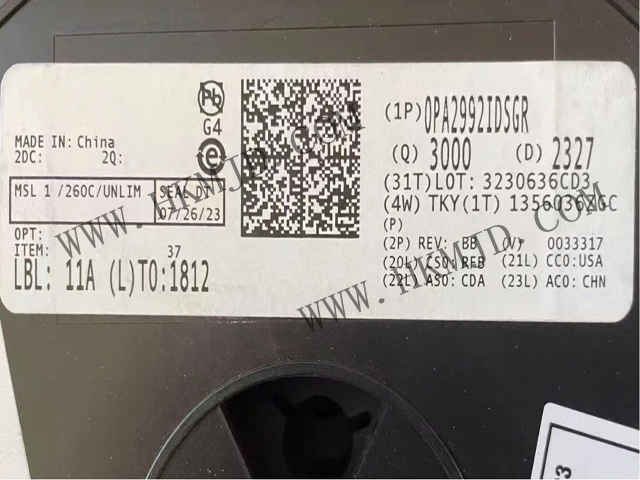 Pb
G4
MADE IN: China
2DC: 2Q:
MSL 1 /260C/UNLIM SEAL DT
07/26/23
OPT:
ITEM: 37
LBL: 11A (L)TO:1812
(1P) OPA2992IDSGR
(Q) 3000 (D) 2327
(31T) LOT: 3230636CD3
(4W) TKY(1T)
(P)
(2P) REV: BB (V) 0033317
(20L) CSO: RFB (21L) CCO:USA
(22L) ASO: CDA (23L) ACO: CHN
WWW.HKMJD.COM
WWW.HKMJD.COM